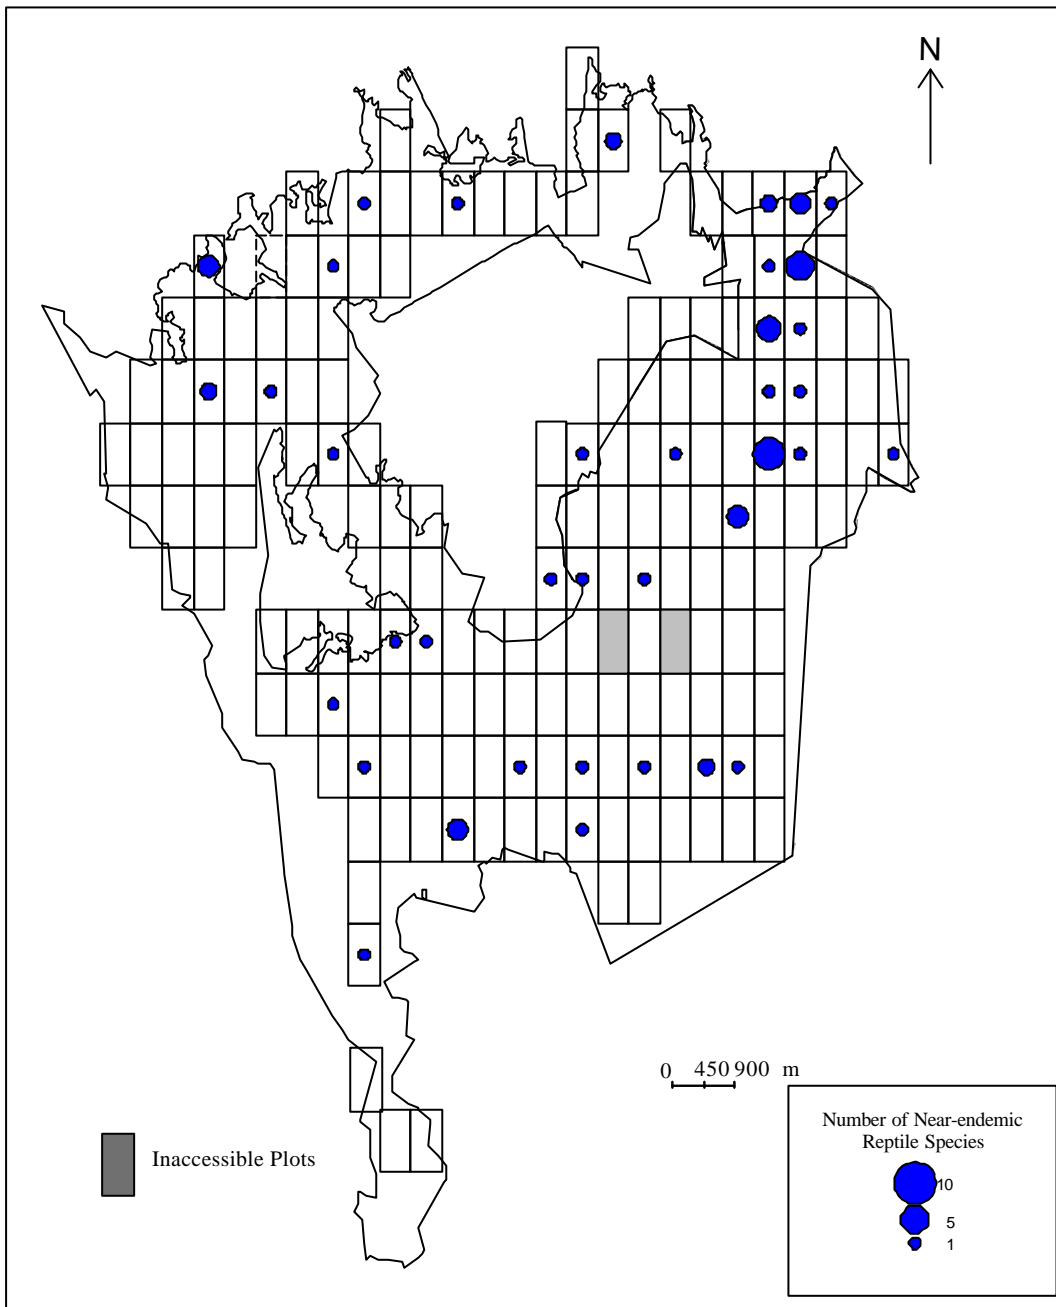 N
0 450 900 m
Inaccessible Plots
Number of Near-endemic
Reptile Species
10
5
1